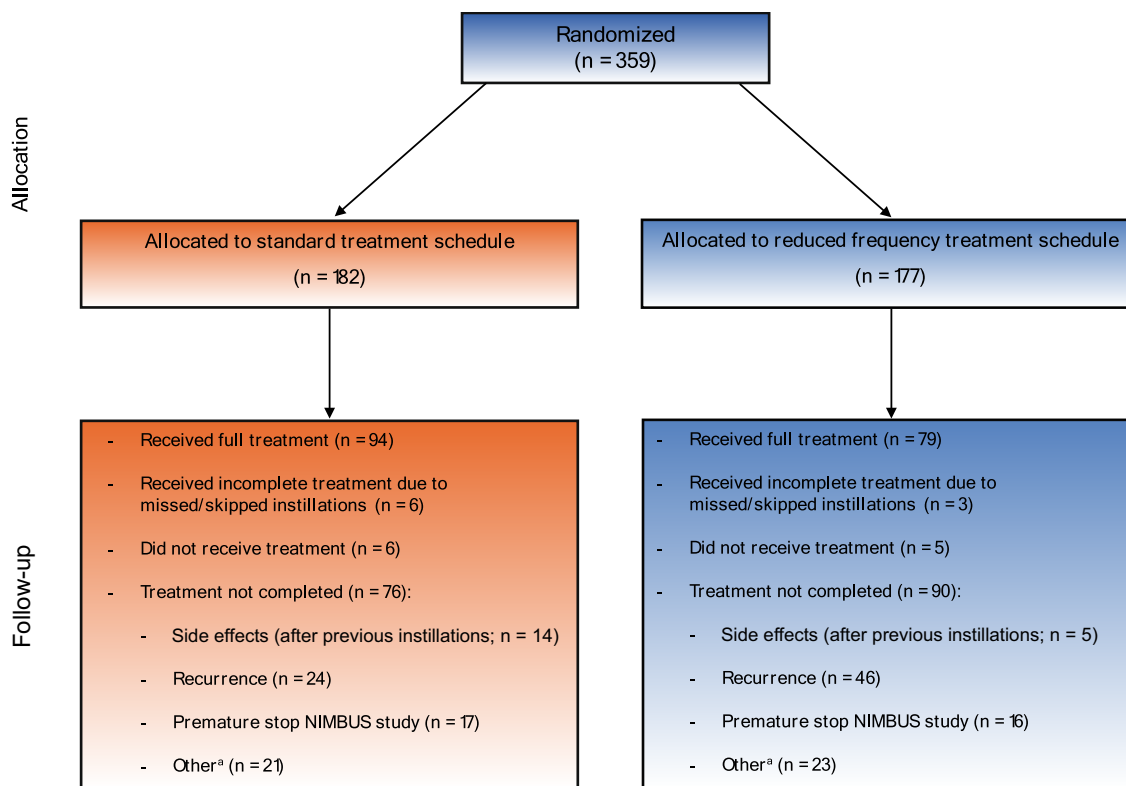 Randomized
(n = 359)
Allocation
Allocated to standard treatment schedule
(n = 182)
Allocated to reduced frequency treatment schedule
(n = 177)
Follow-up
- Received full treatment (n = 94)
- Received incomplete treatment due to
missed/skipped instillations (n = 6)
- Did not receive treatment (n = 6)
- Treatment not completed (n = 76):
- Side effects (after previous instillations; n = 14)
- Recurrence (n = 24)
- Premature stop NIMBUS study (n = 17)
- Otherᵃ (n = 21)
- Received full treatment (n = 79)
- Received incomplete treatment due to
missed/skipped instillations (n = 3)
- Did not receive treatment (n = 5)
- Treatment not completed (n = 90):
- Side effects (after previous instillations; n = 5)
- Recurrence (n = 46)
- Premature stop NIMBUS study (n = 16)
- Otherᵃ (n = 23)